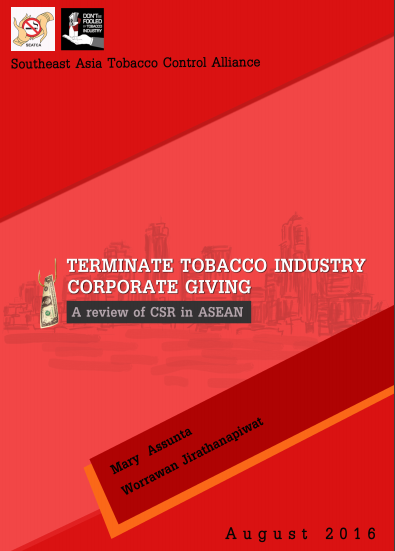 SEATCA
DON'T BE
FOOLED
BY TOBACCO
INDUSTRY
Southeast Asia Tobacco Control Alliance
TERMINATE TOBACCO INDUSTRY
CORPORATE GIVING
A review of CSR in ASEAN
Mary Assunta
Worrawan Jirathanapiwat
August 2016